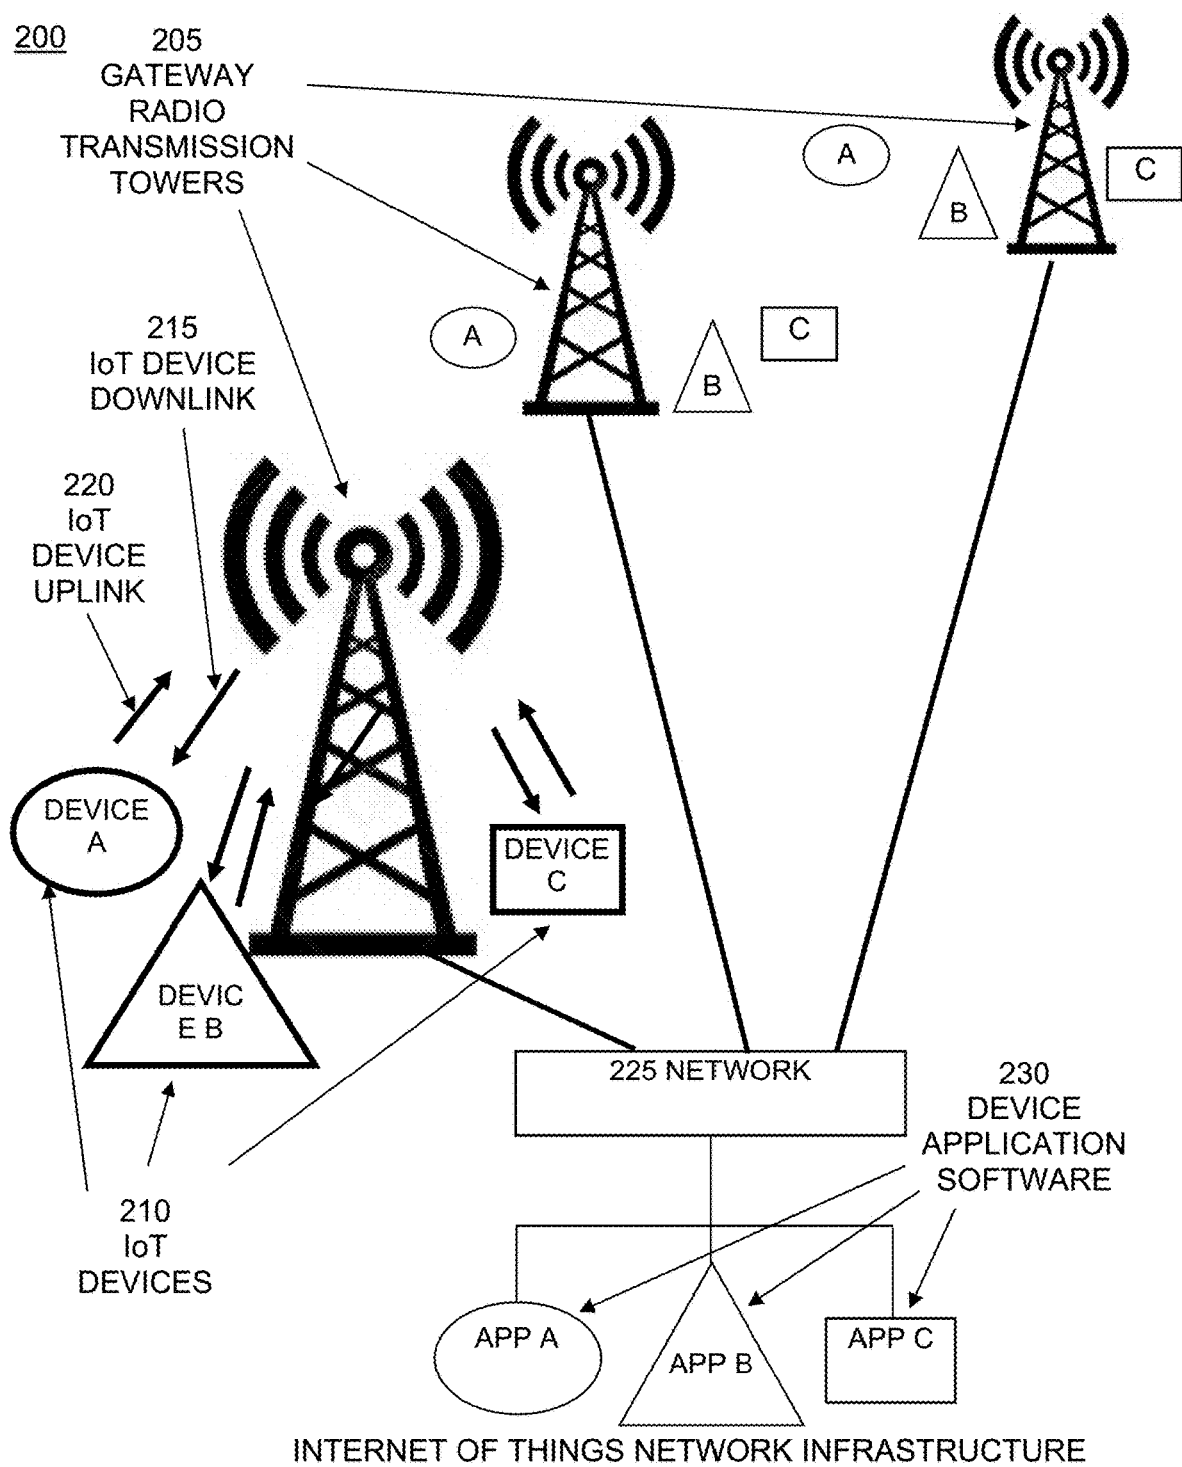 200
205
GATEWAY
RADIO
TRANSMISSION
TOWERS
A
B
C
A
B
C
215
IoT DEVICE
DOWNLINK
220
IoT
DEVICE
UPLINK
DEVICE
A
DEVICE
C
DEVIC
E B
225 NETWORK
230
DEVICE
APPLICATION
SOFTWARE
210
IoT
DEVICES
APP A
APP B
APP C
INTERNET OF THINGS NETWORK INFRASTRUCTURE